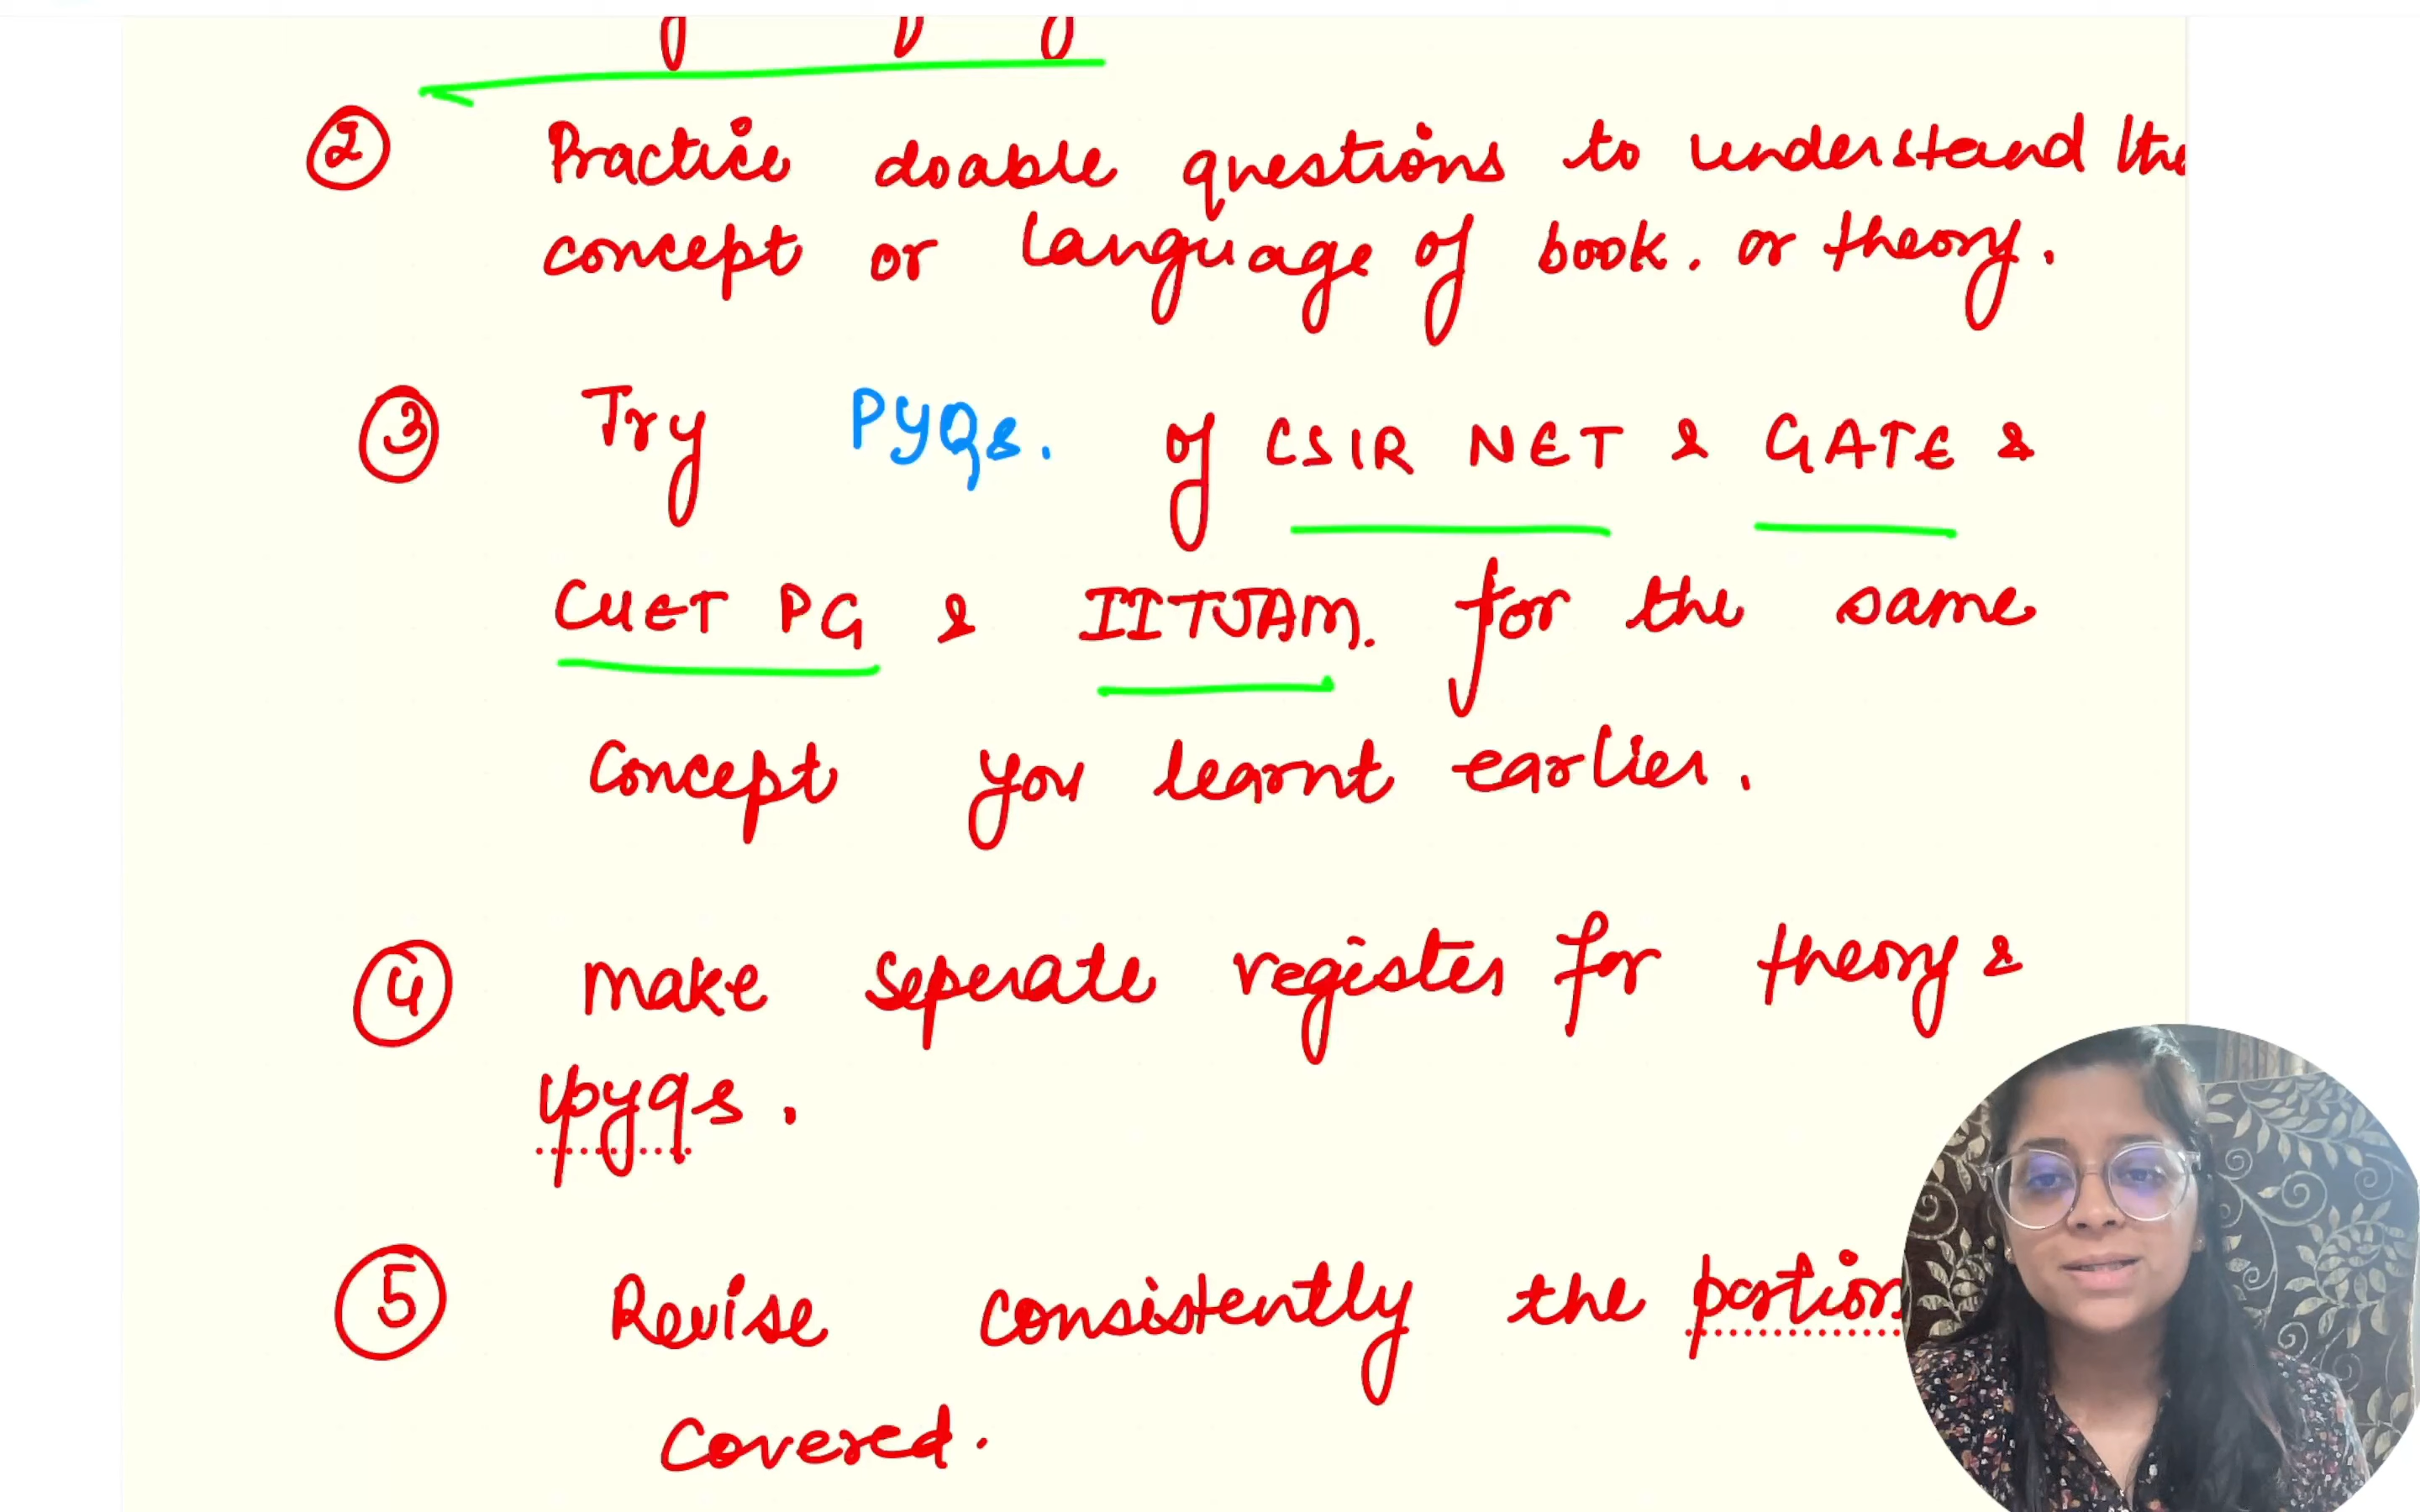 ② Practice doable questions to understand the
concept or language of book. or theory.
③ Try PYQs. of CSIR NET & GATE &
CUET PG & IITJAM. for the same
concept you learnt earlier.
④ Make seperate register for theory &
pyqs.
⑤ Revise consistently the portion
covered.